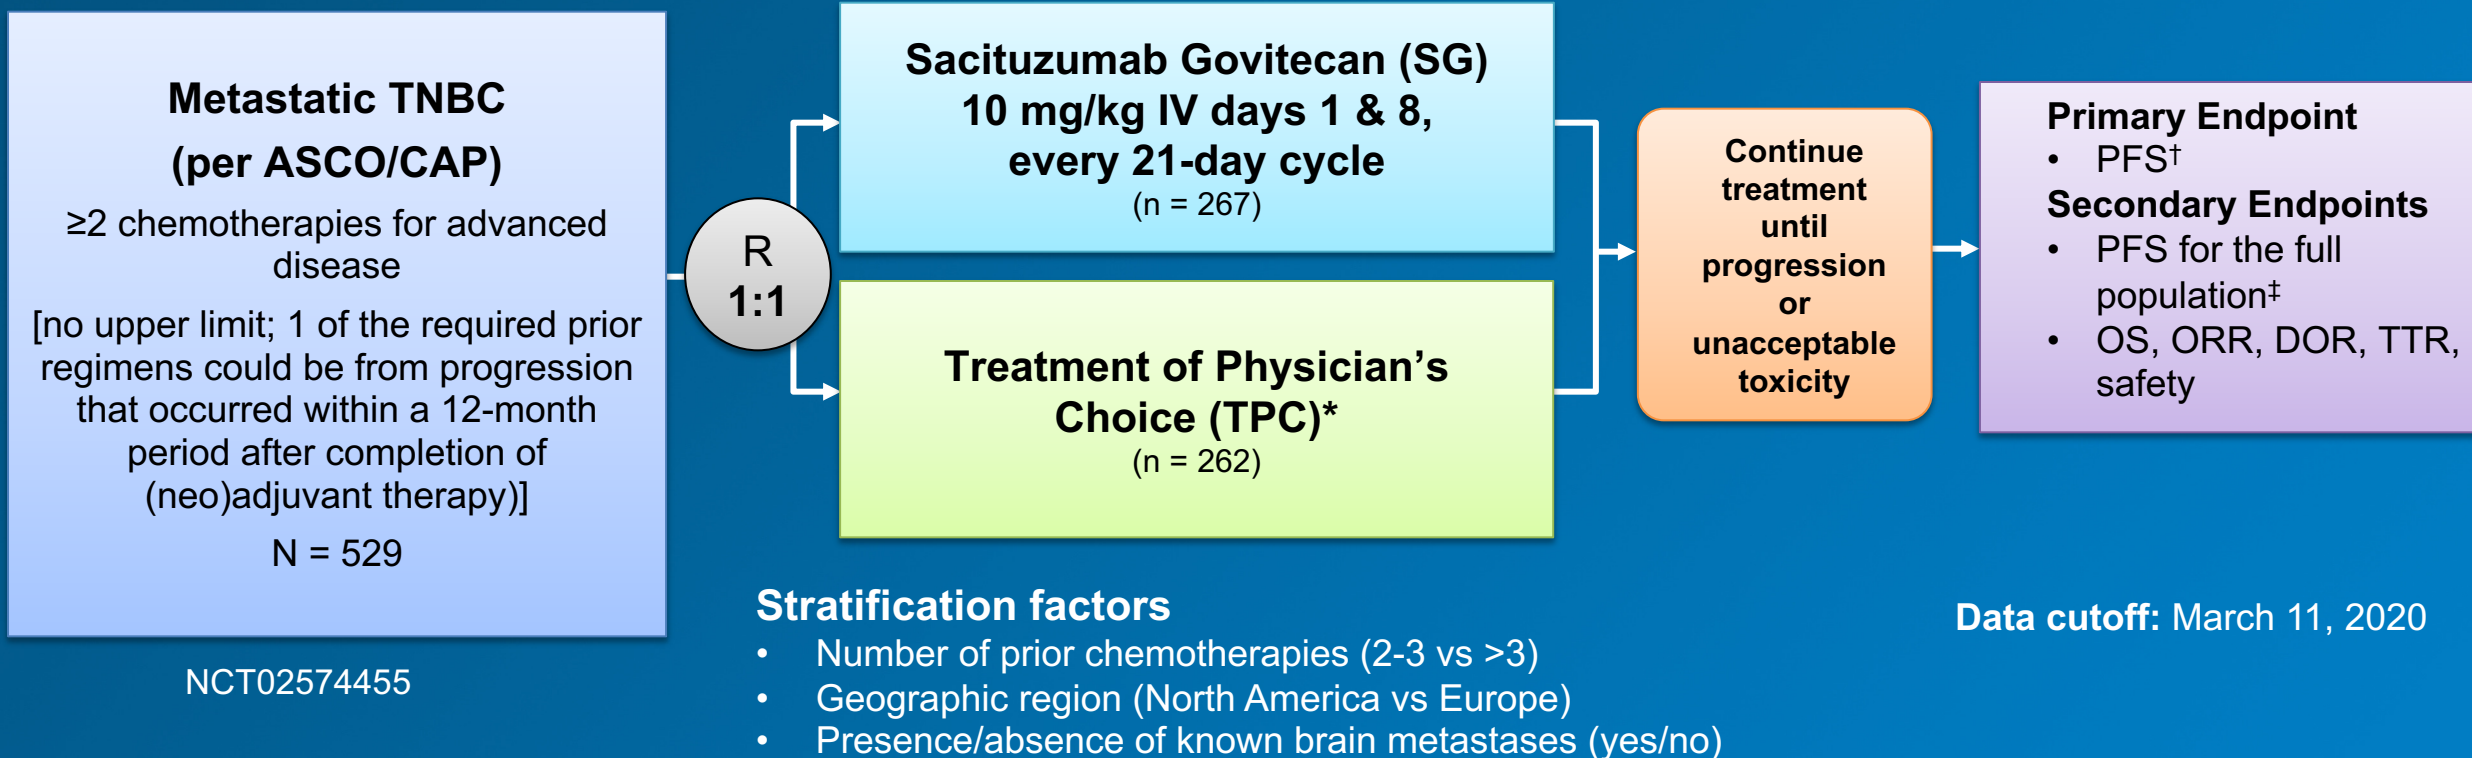 Metastatic TNBC
(per ASCO/CAP)
≥2 chemotherapies for advanced
disease
[no upper limit; 1 of the required prior
regimens could be from progression
that occurred within a 12-month
period after completion of
(neo)adjuvant therapy)]
N = 529
NCT02574455
R
1:1
Sacituzumab Govitecan (SG)
10 mg/kg IV days 1 & 8,
every 21-day cycle
(n = 267)
Treatment of Physician’s
Choice (TPC)*
(n = 262)
Continue
treatment
until
progression
or
unacceptable
toxicity
Primary Endpoint
• PFS†
Secondary Endpoints
• PFS for the full
population‡
• OS, ORR, DOR, TTR,
safety
Stratification factors
• Number of prior chemotherapies (2-3 vs >3)
• Geographic region (North America vs Europe)
• Presence/absence of known brain metastases (yes/no)
Data cutoff: March 11, 2020